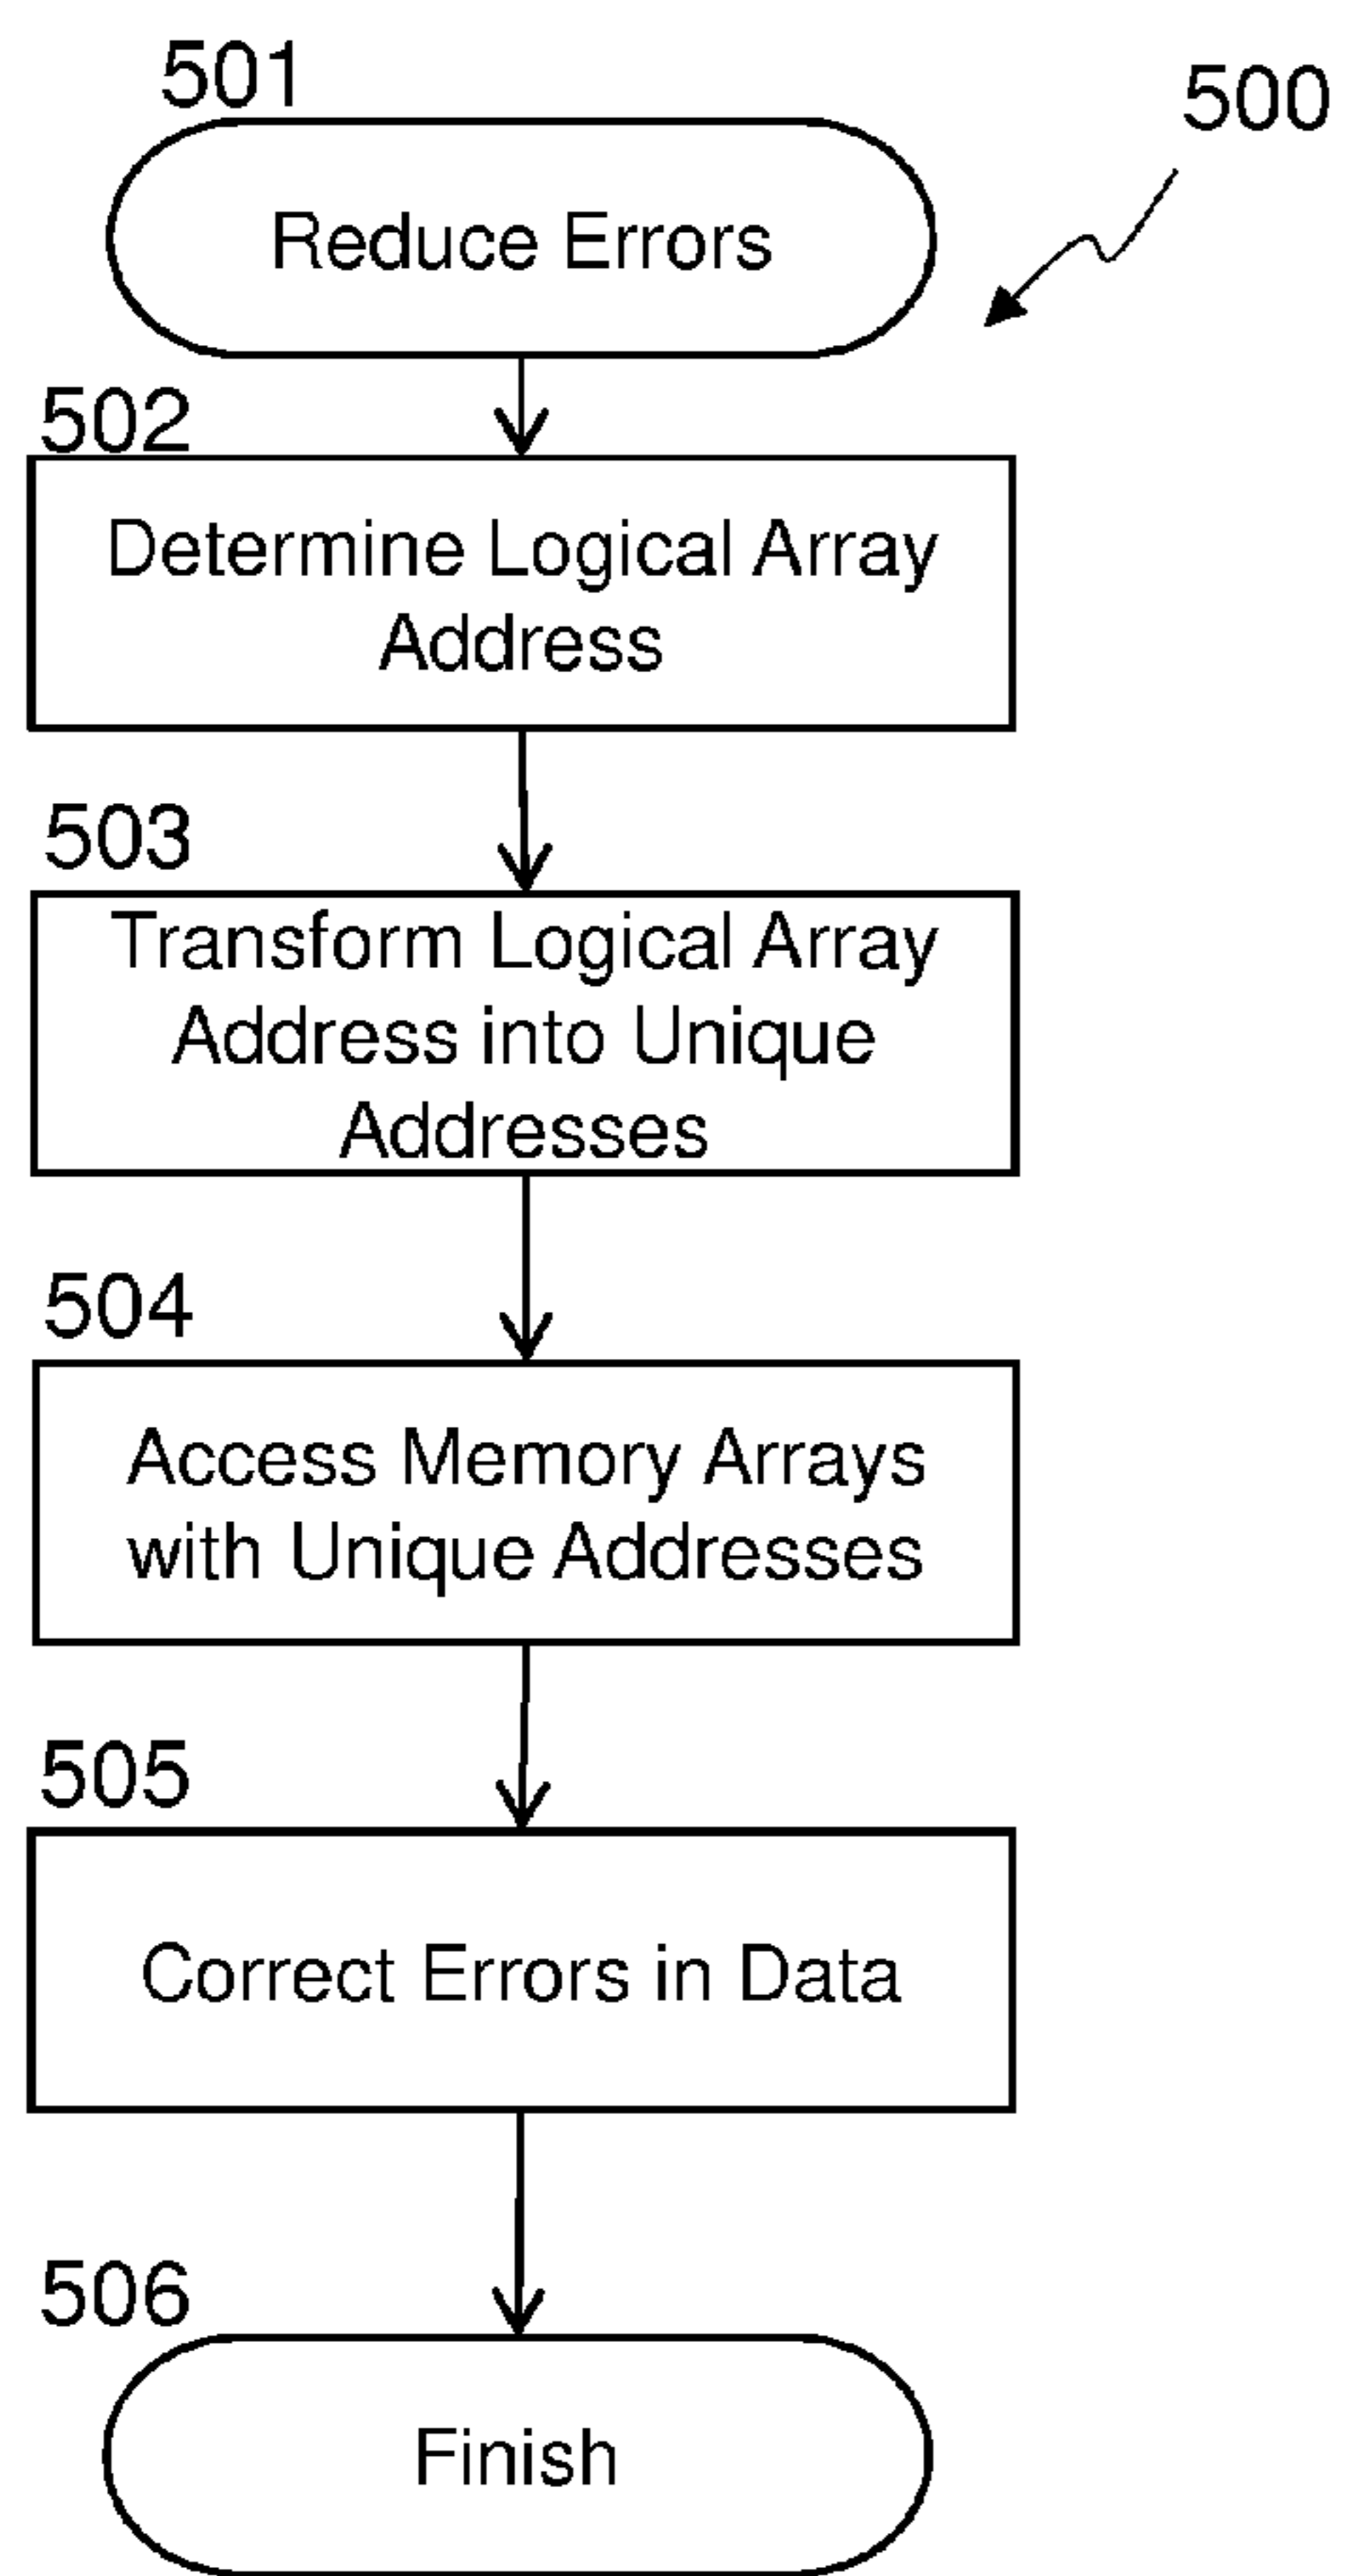 501
500
Reduce Errors
502
Determine Logical Array
Address
503
Transform Logical Array
Address into Unique
Addresses
504
Access Memory Arrays
with Unique Addresses
505
Correct Errors in Data
506
Finish